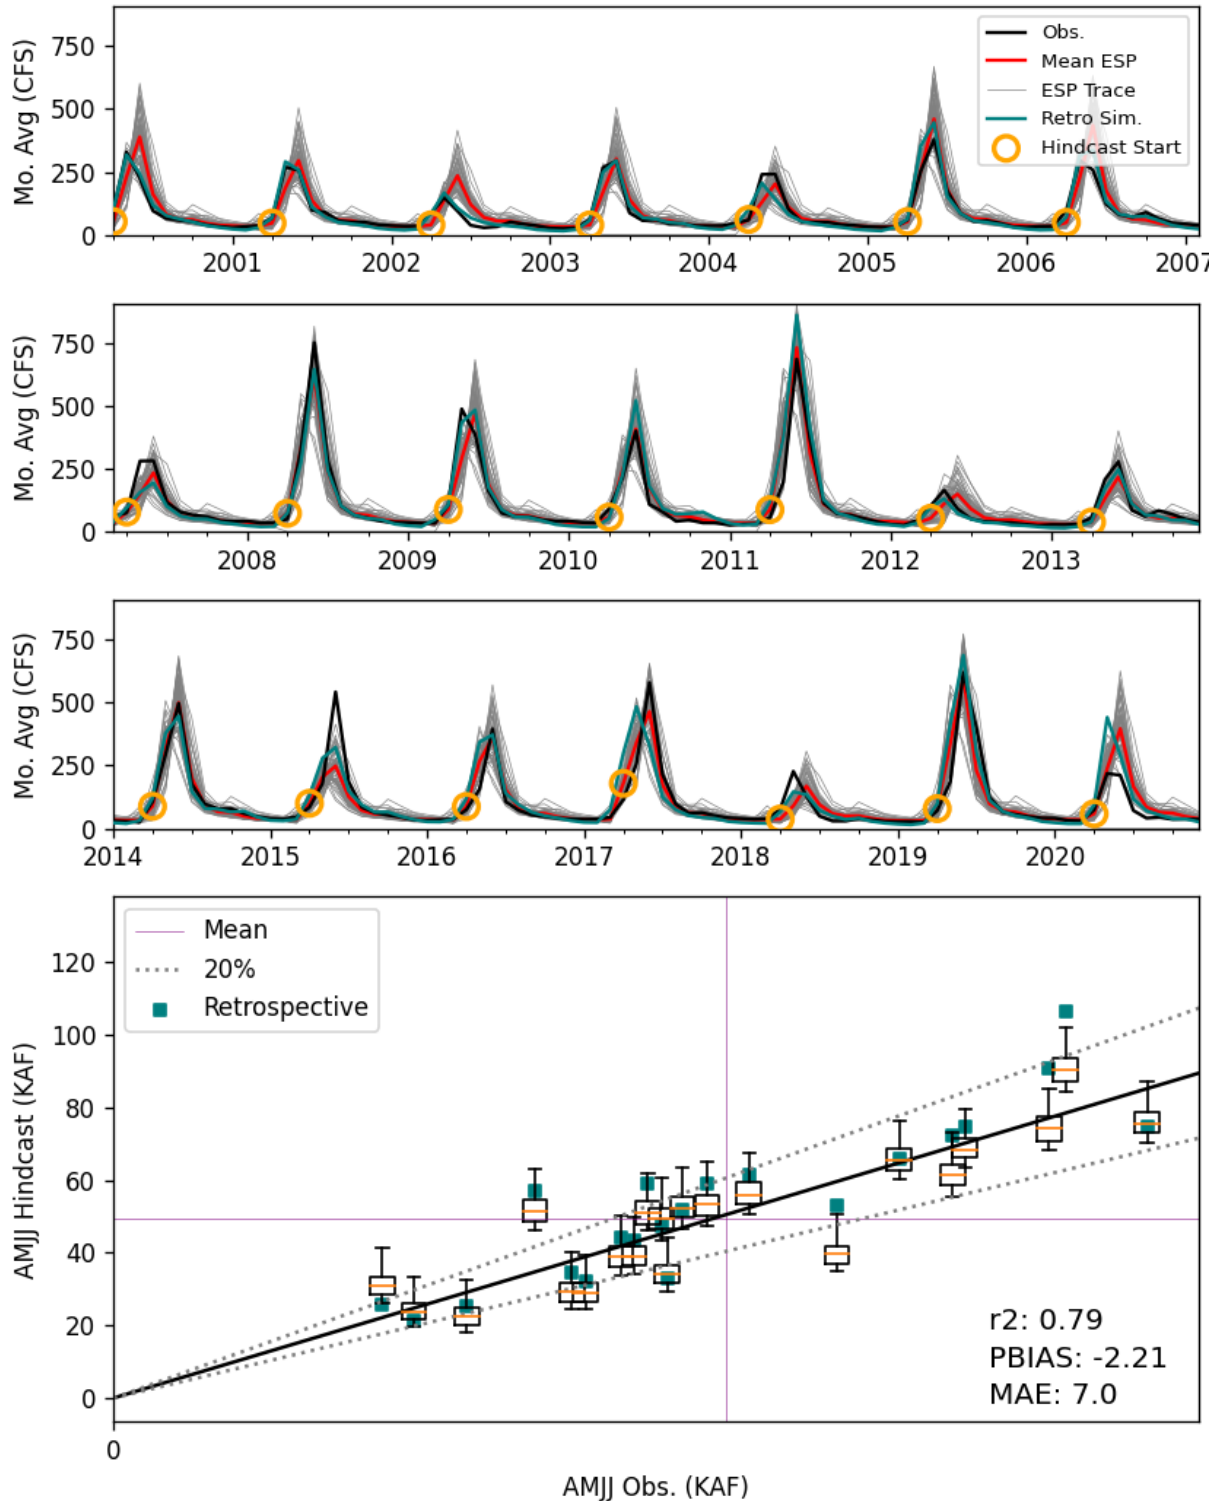 Mo. Avg (CFS)
750
500
250
0
Obs.
Mean ESP
ESP Trace
Retro Sim.
Hindcast Start
2001 2002 2003 2004 2005 2006 2007
Mo. Avg (CFS)
750
500
250
0
2008 2009 2010 2011 2012 2013
Mo. Avg (CFS)
750
500
250
0
2014 2015 2016 2017 2018 2019 2020
AMJJ Hindcast (KAF)
120
100
80
60
40
20
0
Mean
20%
Retrospective
r2: 0.79
PBIAS: -2.21
MAE: 7.0
0
AMJJ Obs. (KAF)